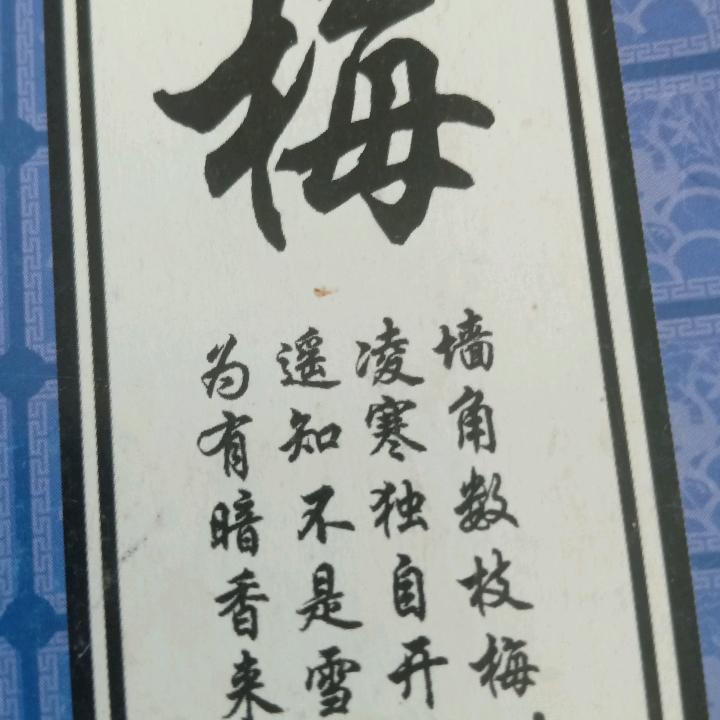 梅
墙角数枝梅
凌寒独自开
遥知不是雪
为有暗香来